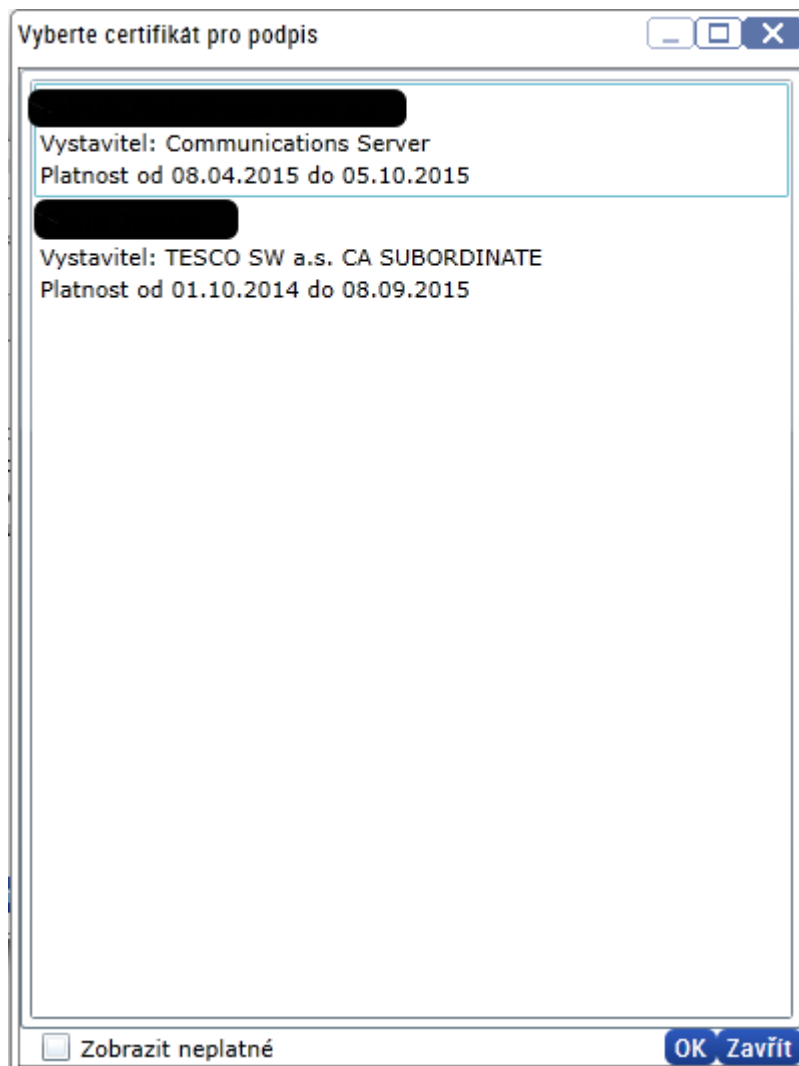 Vyberte certifikát pro podpis
Vystavitel: Communications Server
Platnost od 08.04.2015 do 05.10.2015
Vystavitel: TESCO SW a.s. CA SUBORDINATE
Platnost od 01.10.2014 do 08.09.2015
Zobrazit neplatné
OK Zavřít